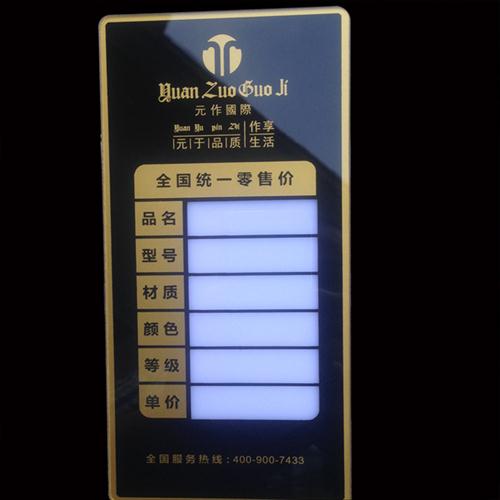 Yuan Zuo Guo Ji
元作國際
Yuan Yu pin Zhi 作享
元于品质 生活
全国统一零售价
品名
型号
材质
颜色
等级
单价
全国服务热线：400-900-7433